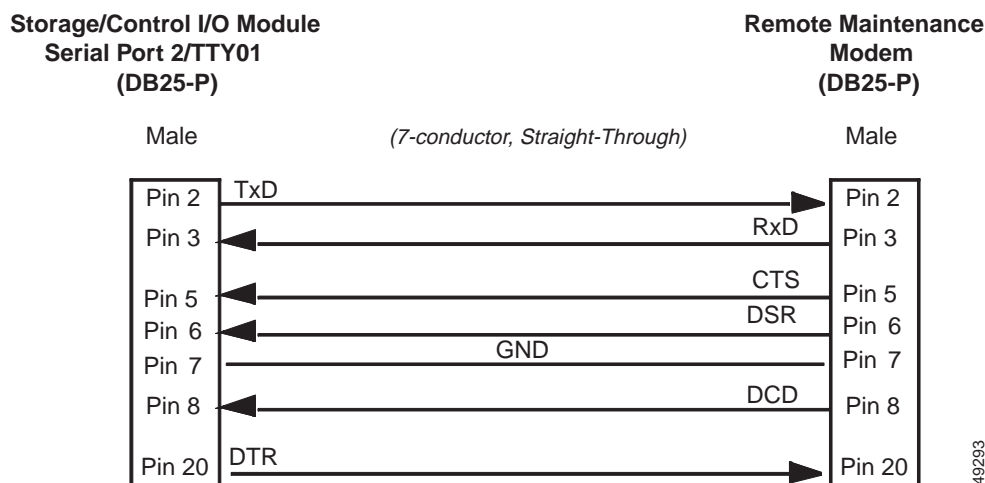 Storage/Control I/O Module
Serial Port 2/TTY01
(DB25-P)
Remote Maintenance
Modem
(DB25-P)
Male
(7-conductor, Straight-Through)
Male
Pin 2
TxD
Pin 2
Pin 3
RxD
Pin 3
Pin 5
CTS
Pin 5
Pin 6
DSR
Pin 6
Pin 7
GND
Pin 7
Pin 8
DCD
Pin 8
Pin 20
DTR
Pin 20
49293